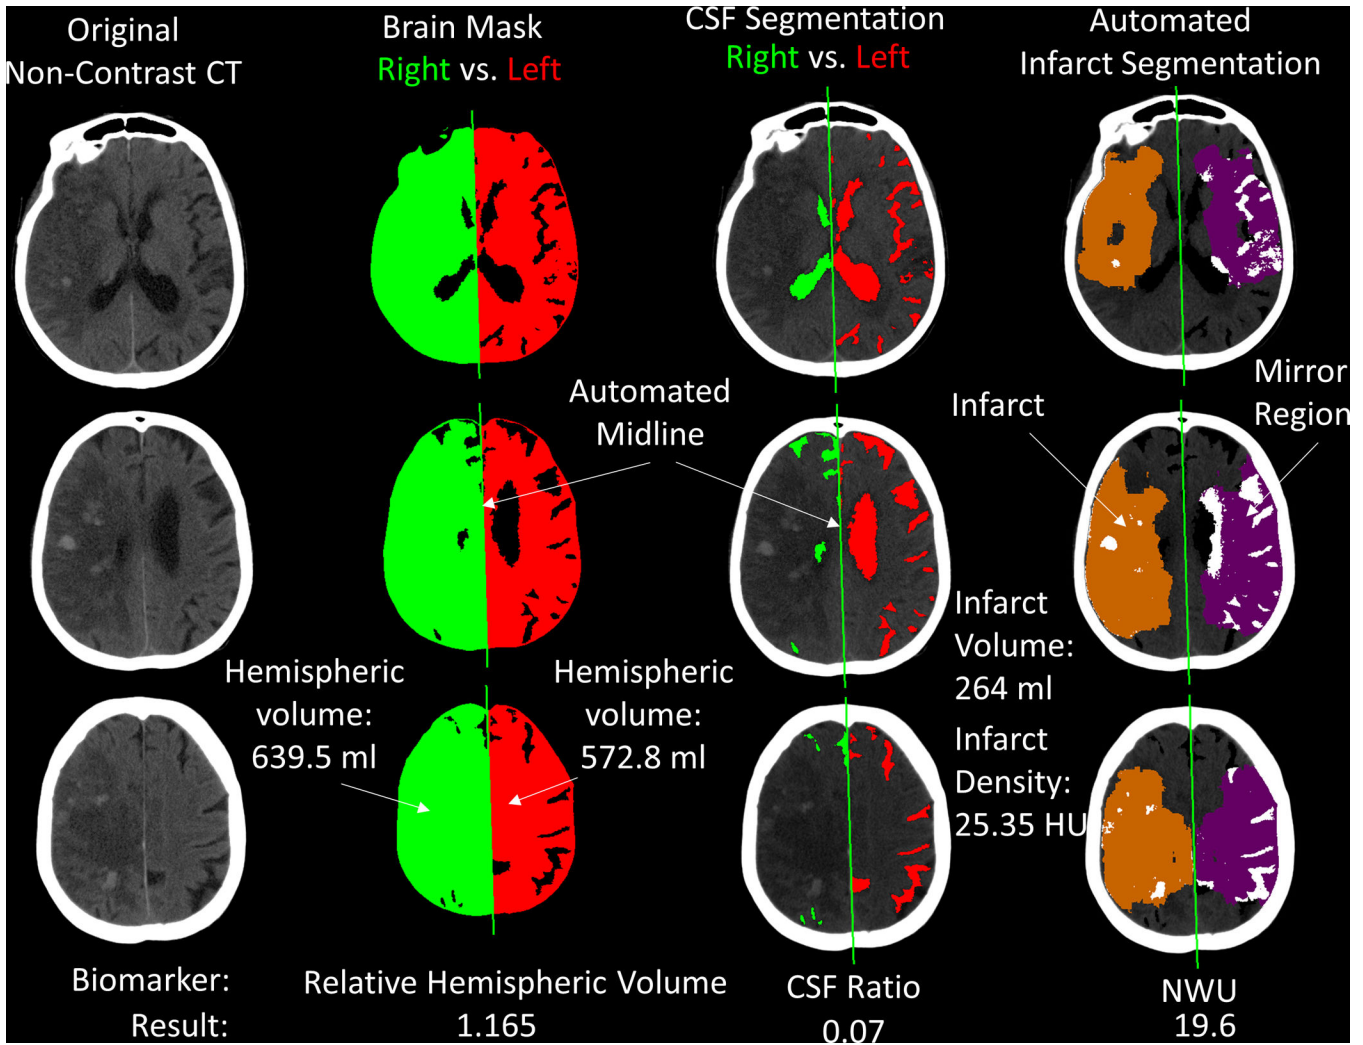 Original
Non-Contrast CT
Brain Mask
Right vs. Left
CSF Segmentation
Right vs. Left
Automated
Infarct Segmentation
Automated
Midline
Infarct
Mirror
Region
Hemispheric
volume:
639.5 ml
Hemispheric
volume:
572.8 ml
Infarct
Volume:
264 ml
Infarct
Density:
25.35 HU
Biomarker:
Relative Hemispheric Volume
CSF Ratio
NWU
Result:
1.165
0.07
19.6